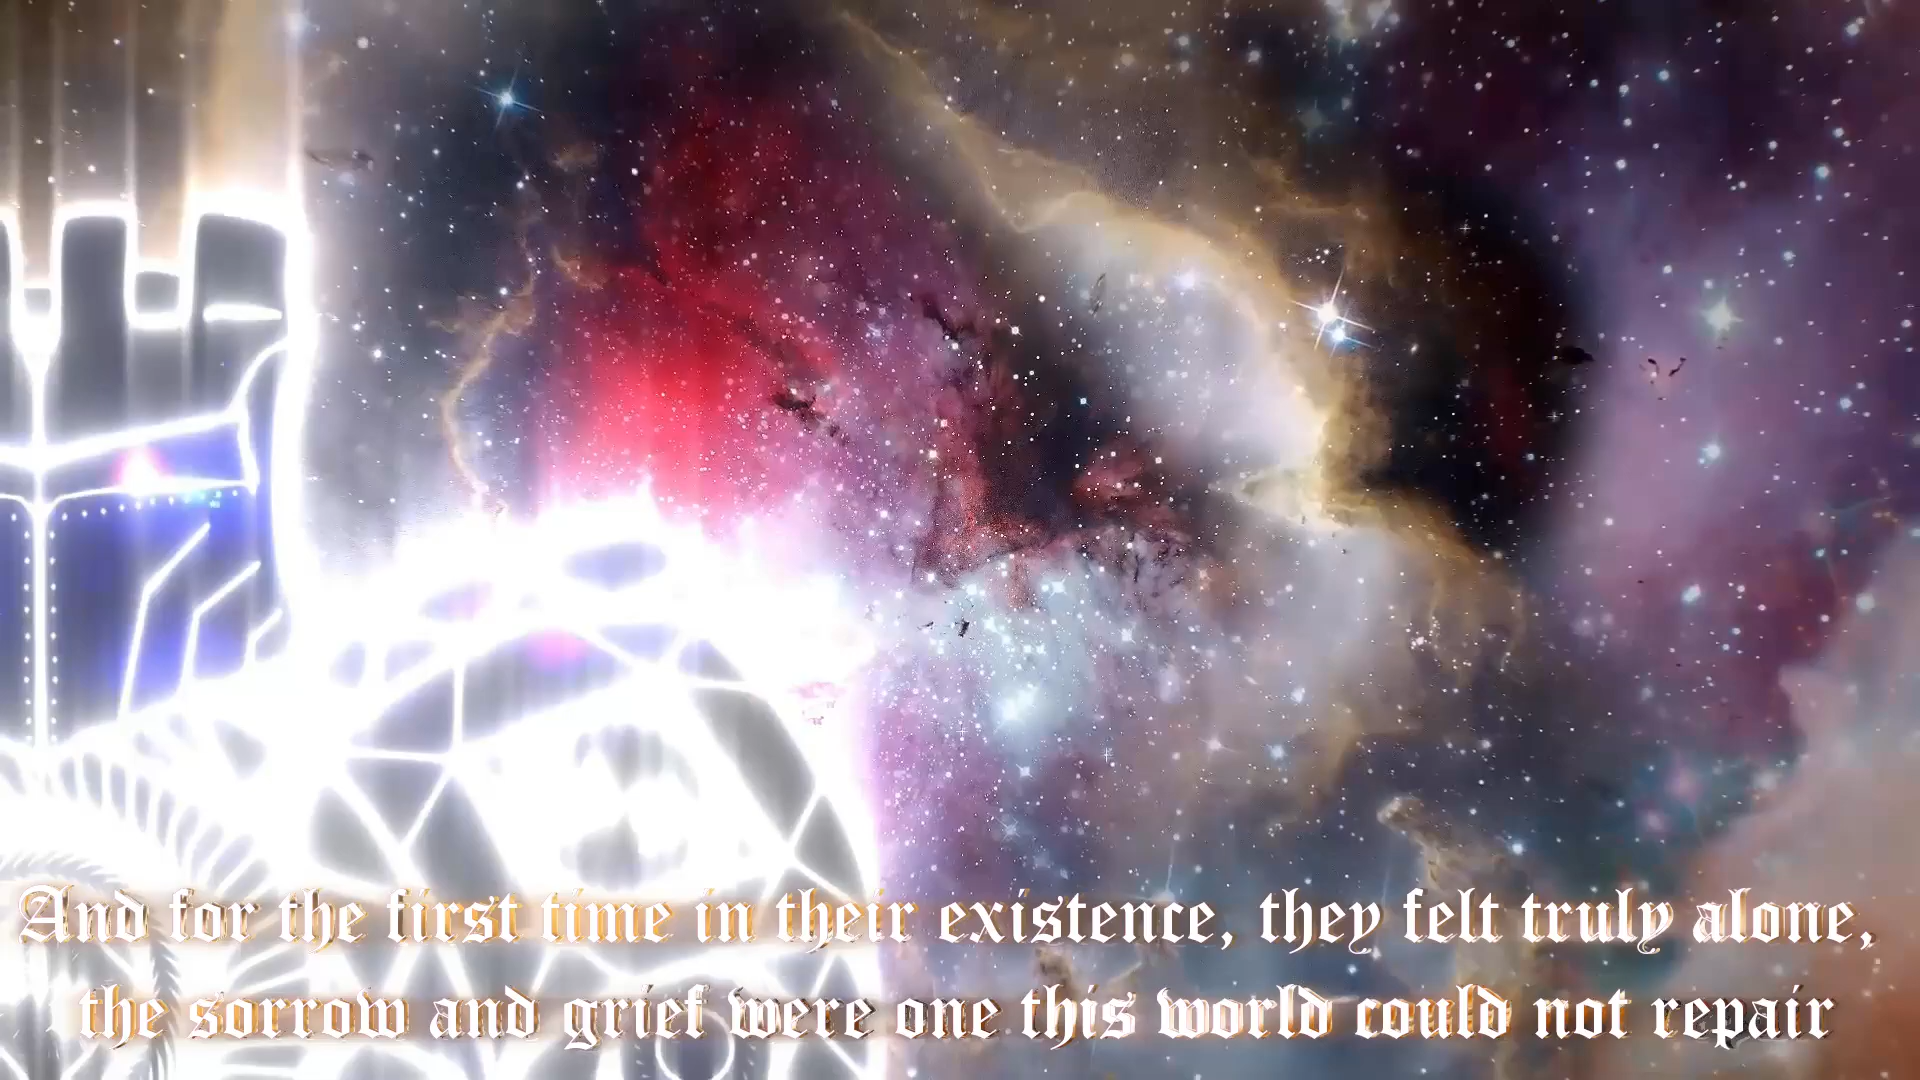 And for the first time in their existence, they felt truly alone,
the sorrow and grief were one this world could not repair